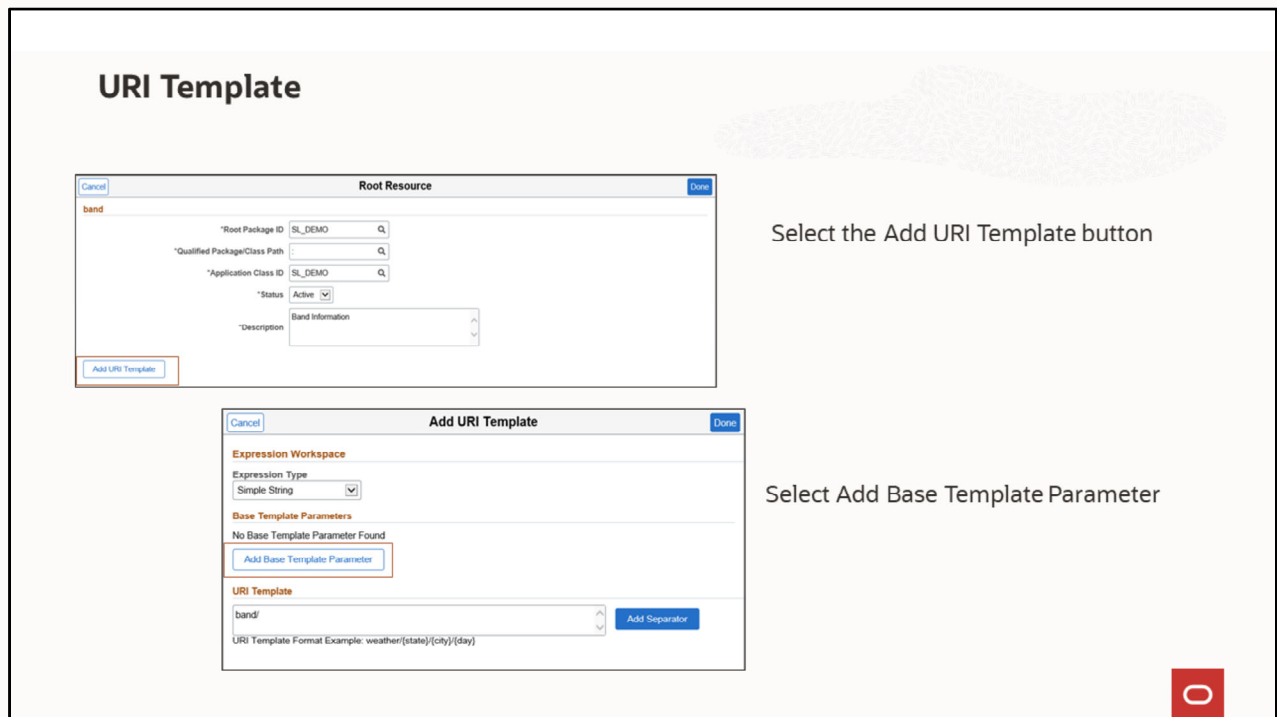 URI Template
Cancel Root Resource Done
band
*Root Package ID SL_DEMO
*Qualified Package/Class Path :
*Application Class ID SL_DEMO
*Status Active
*Description Band Information
Add URI Template
Select the Add URI Template button
Cancel Add URI Template Done
Expression Workspace
Expression Type
Simple String
Base Template Parameters
No Base Template Parameter Found
Add Base Template Parameter
URI Template
band/ Add Separator
URI Template Format Example: weather/{state}/{city}/{day}
Select Add Base Template Parameter